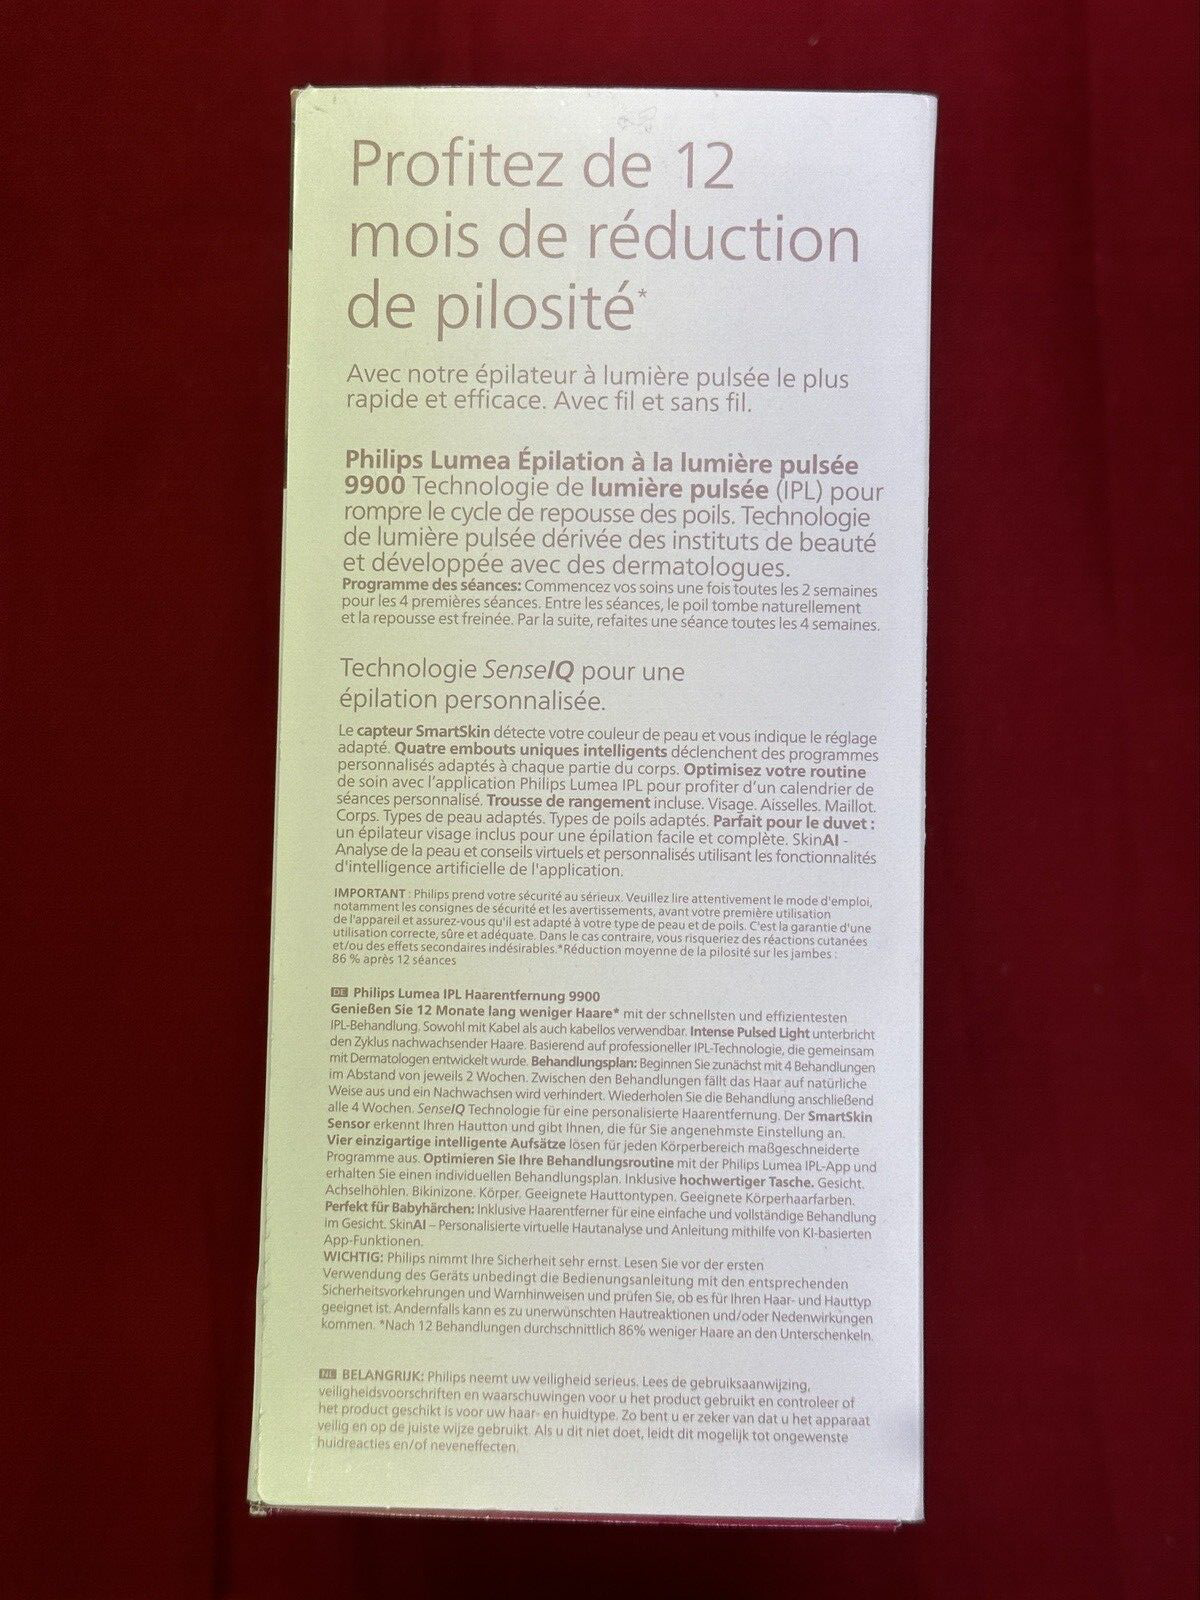 Profitez de 12
mois de réduction
de pilosité*
Avec notre épilateur à lumière pulsée le plus
rapide et efficace. Avec fil et sans fil.
Philips Lumea Épilation à la lumière pulsée
9900 Technologie de lumière pulsée (IPL) pour
rompre le cycle de repousse des poils. Technologie
de lumière pulsée dérivée des instituts de beauté
et développée avec des dermatologues.
Programme des séances: Commencez vos soins une fois toutes les 2 semaines
pour les 4 premières séances. Entre les séances, le poil tombe naturellement
et la repousse est freinée. Par la suite, refaites une séance toutes les 4 semaines.
Technologie SenseIQ pour une
épilation personnalisée.
Le capteur SmartSkin détecte votre couleur de peau et vous indique le réglage
adapté. Quatre embouts uniques intelligents déclenchent des programmes
personnalisés adaptés à chaque partie du corps. Optimisez votre routine
de soin avec l'application Philips Lumea IPL pour profiter d'un calendrier de
séances personnalisé. Trousse de rangement incluse. Visage. Aisselles. Maillot.
Corps. Types de peau adaptés. Types de poils adaptés. Parfait pour le duvet :
un épilateur visage inclus pour une épilation facile et complète. SkinAI -
Analyse de la peau et conseils virtuels et personnalisés utilisant les fonctionnalités
d'intelligence artificielle de l'application.
IMPORTANT : Philips prend votre sécurité au sérieux. Veuillez lire attentivement le mode d'emploi,
notamment les consignes de sécurité et les avertissements, avant votre première utilisation
de l'appareil et assurez-vous qu'il est adapté à votre type de peau et de poils. C'est la garantie d'une
utilisation correcte, sûre et adéquate. Dans le cas contraire, vous risqueriez des réactions cutanées
et/ou des effets secondaires indésirables.*Réduction moyenne de la pilosité sur les jambes :
86 % après 12 séances
DE Philips Lumea IPL Haarentfernung 9900
Genießen Sie 12 Monate lang weniger Haare* mit der schnellsten und effizientesten
IPL-Behandlung. Sowohl mit Kabel als auch kabellos verwendbar. Intense Pulsed Light unterbricht
den Zyklus nachwachsender Haare. Basierend auf professioneller IPL-Technologie, die gemeinsam
mit Dermatologen entwickelt wurde. Behandlungsplan: Beginnen Sie zunächst mit 4 Behandlungen
im Abstand von jeweils 2 Wochen. Zwischen den Behandlungen fällt das Haar auf natürliche
Weise aus und ein Nachwachsen wird verhindert. Wiederholen Sie die Behandlung anschließend
alle 4 Wochen. SenseIQ Technologie für eine personalisierte Haarentfernung. Der SmartSkin
Sensor erkennt Ihren Hautton und gibt Ihnen, die für Sie angenehmste Einstellung an.
Vier einzigartige intelligente Aufsätze lösen für jeden Körperbereich maßgeschneiderte
Programme aus. Optimieren Sie Ihre Behandlungsroutine mit der Philips Lumea IPL-App und
erhalten Sie einen individuellen Behandlungsplan. Inklusive hochwertiger Tasche. Gesicht.
Achselhöhlen. Bikinizone. Körper. Geeignete Hauttontypen. Geeignete Körperhaarfarben.
Perfekt für Babyhärchen: Inklusive Haarentferner für eine einfache und vollständige Behandlung
im Gesicht. SkinAI – Personalisierte virtuelle Hautanalyse und Anleitung mithilfe von KI-basierten
App-Funktionen.
WICHTIG: Philips nimmt Ihre Sicherheit sehr ernst. Lesen Sie vor der ersten
Verwendung des Geräts unbedingt die Bedienungsanleitung mit den entsprechenden
Sicherheitsvorkehrungen und Warnhinweisen und prüfen Sie, ob es für Ihren Haar- und Hauttyp
geeignet ist. Andernfalls kann es zu unerwünschten Hautreaktionen und/oder Nedenwirkungen
kommen. *Nach 12 Behandlungen durchschnittlich 86% weniger Haare an den Unterschenkeln.
NL BELANGRIJK: Philips neemt uw veiligheid serieus. Lees de gebruiksaanwijzing,
veiligheidsvoorschriften en waarschuwingen voor u het product gebruikt en controleer of
het product geschikt is voor uw haar- en huidtype. Zo bent u er zeker van dat u het apparaat
veilig en op de juiste wijze gebruikt. Als u dit niet doet, leidt dit mogelijk tot ongewenste
huidreacties en/of neveneffecten.